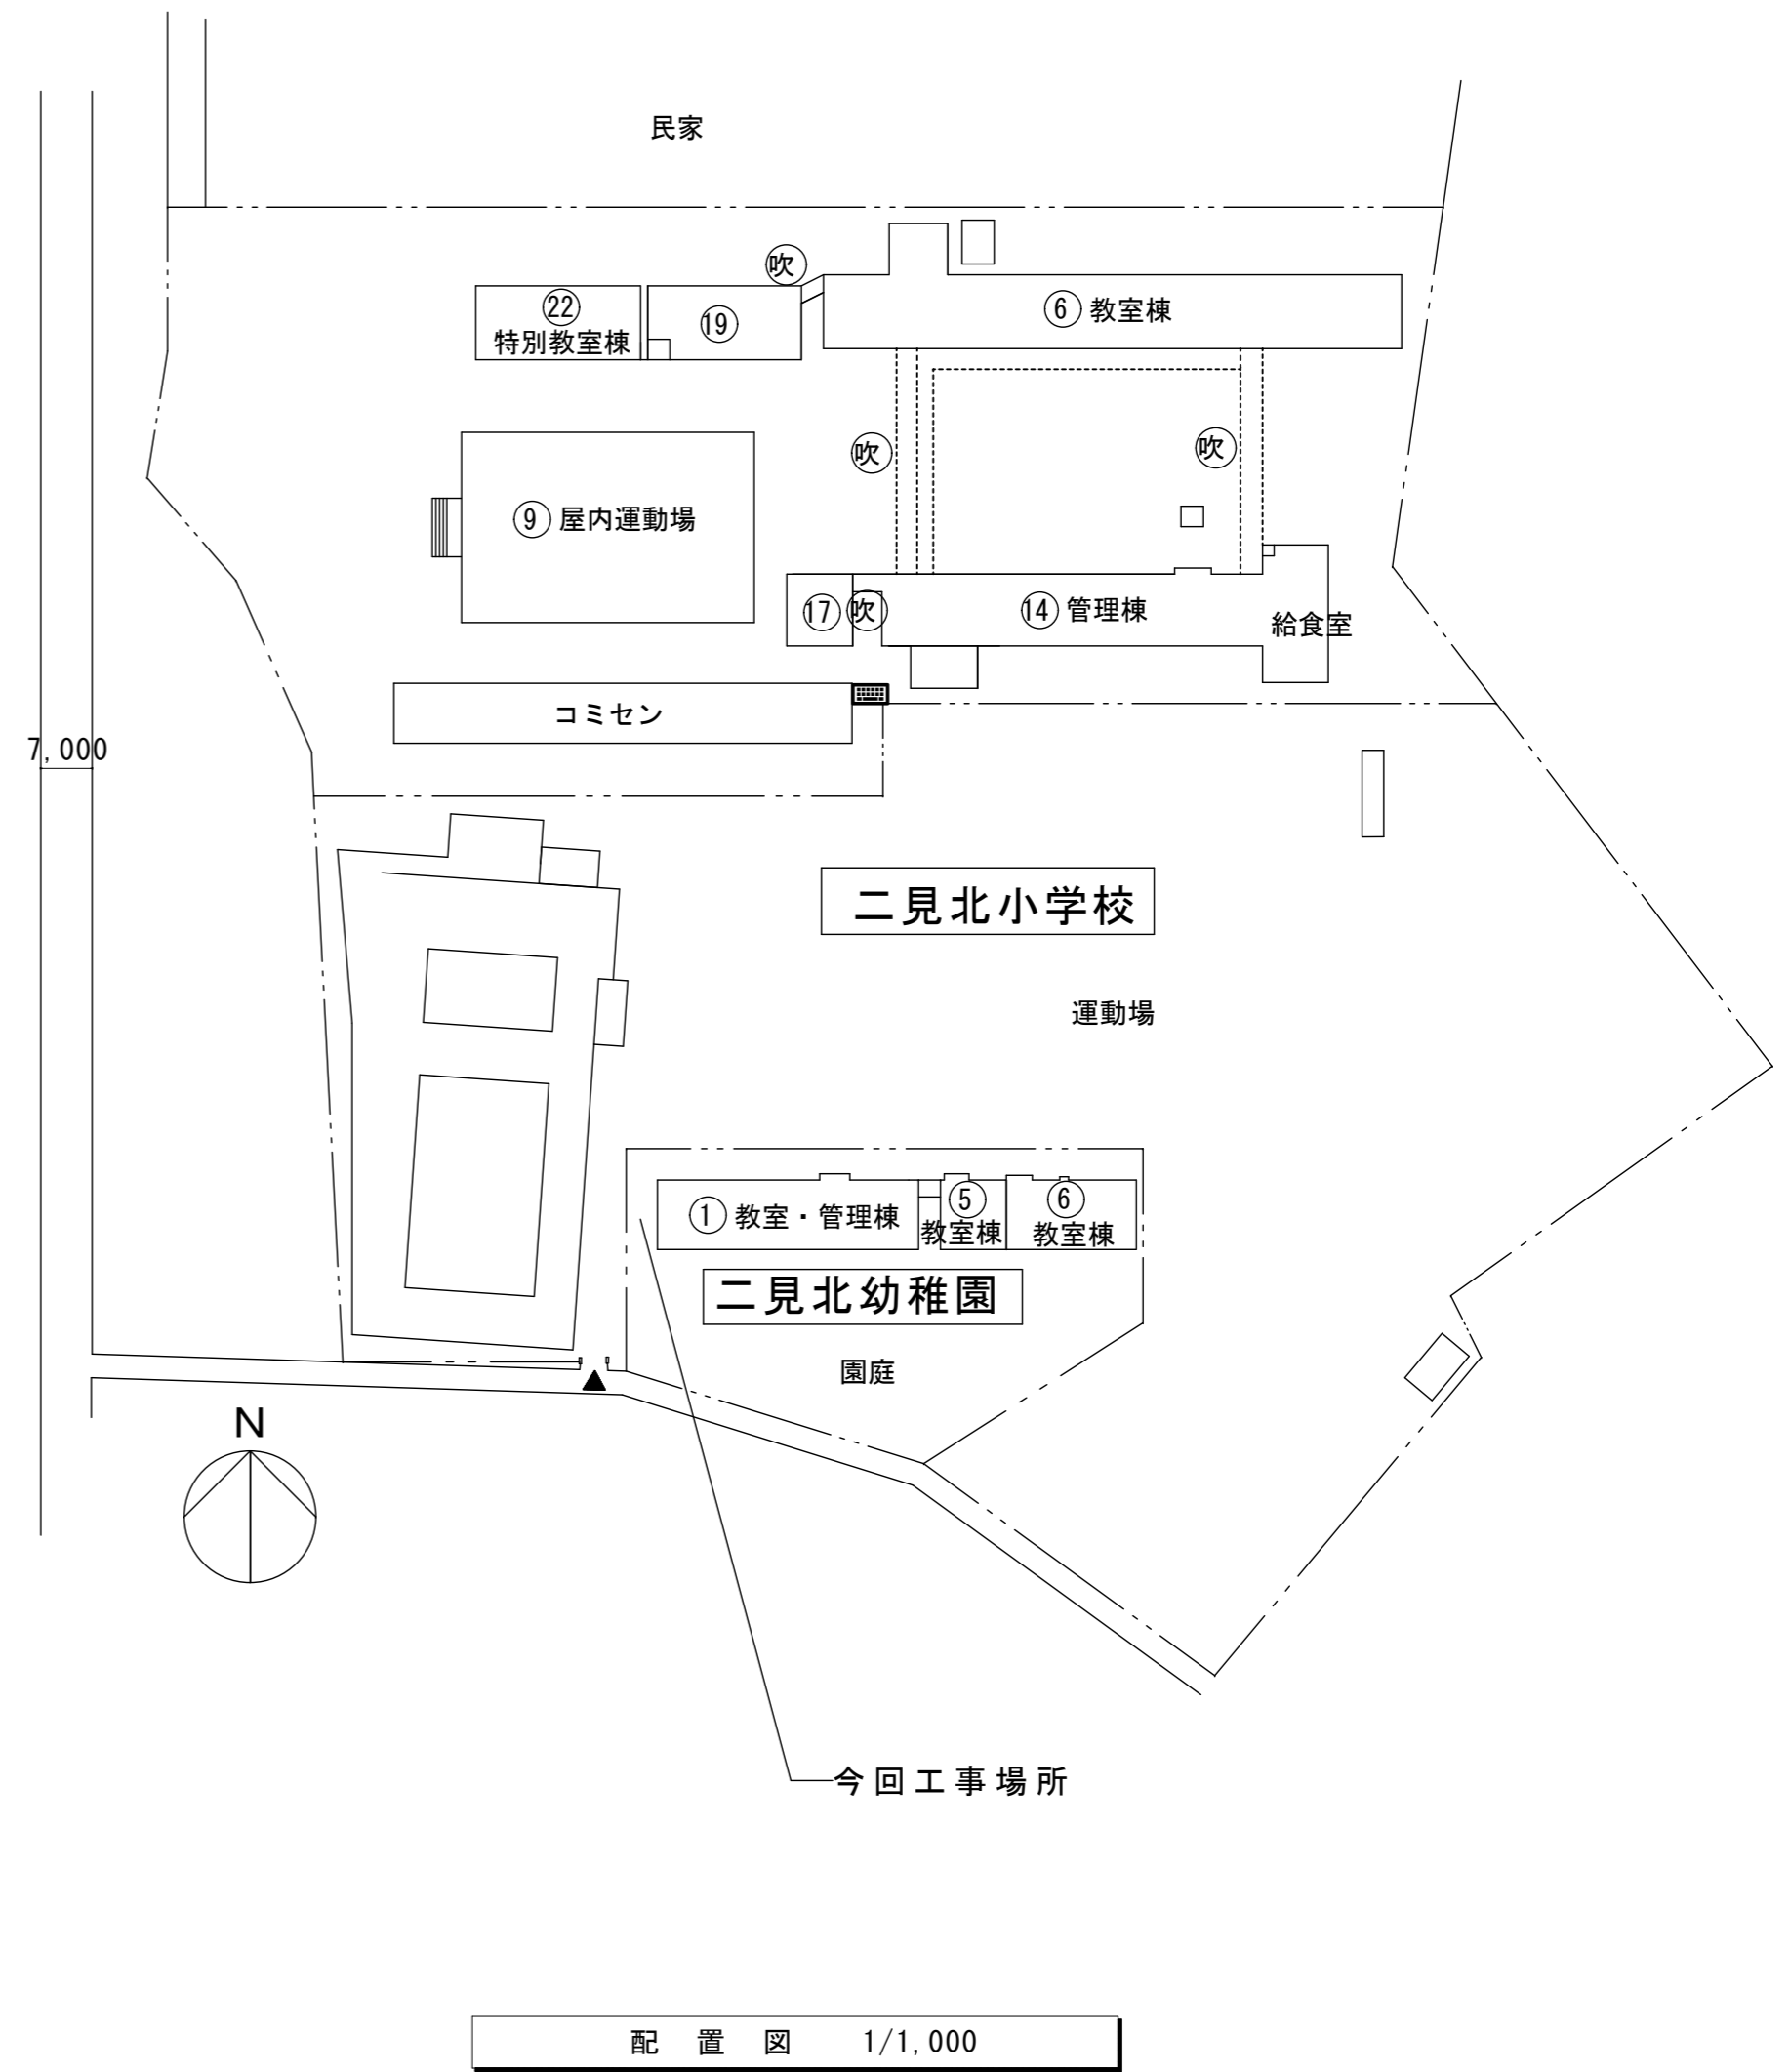 民家
吹
㉒
特別教室棟
⑲
⑥ 教室棟
吹
吹
⑨ 屋内運動場
⑰
吹
⑭ 管理棟
給食室
コミセン
7,000
二見北小学校
運動場
① 教室・管理棟
⑤
教室棟
⑥
教室棟
二見北幼稚園
園庭
N
今回工事場所
配 置 図 1/1,000